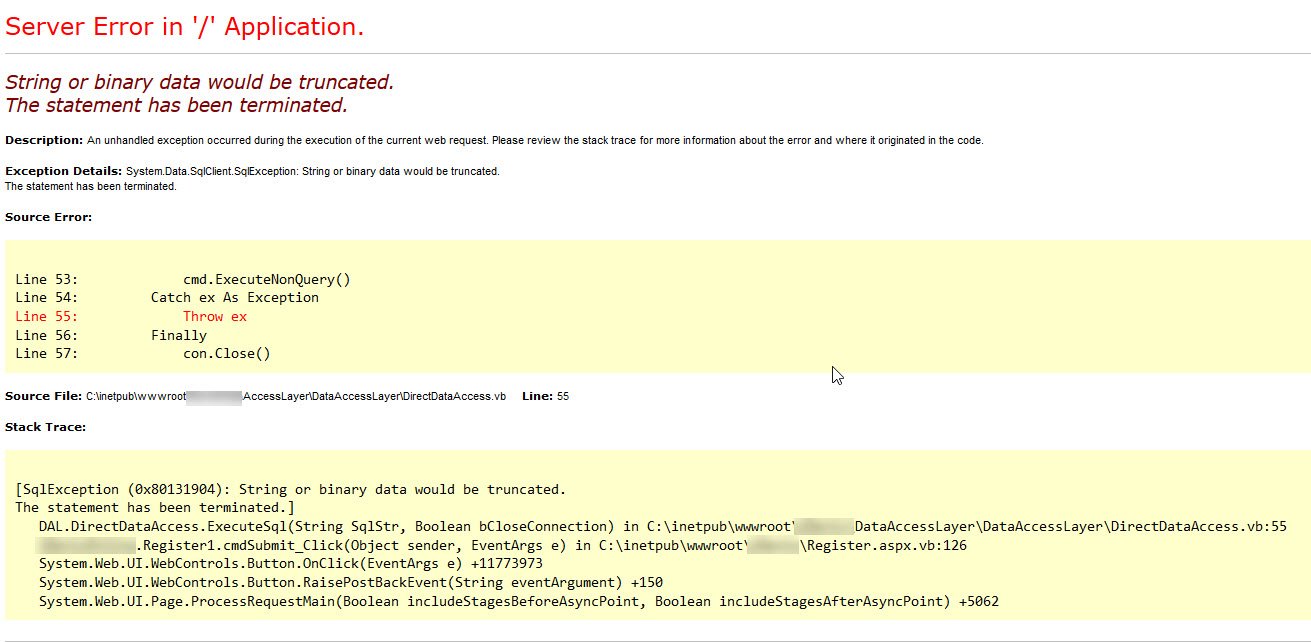 Server Error in '/' Application.
String or binary data would be truncated.
The statement has been terminated.
Description: An unhandled exception occurred during the execution of the current web request. Please review the stack trace for more information about the error and where it originated in the code.
Exception Details: System.Data.SqlClient.SqlException: String or binary data would be truncated.
The statement has been terminated.
Source Error:
Line 53:             cmd.ExecuteNonQuery()
Line 54:         Catch ex As Exception
Line 55:             Throw ex
Line 56:         Finally
Line 57:             con.Close()
Source File: C:\inetpub\wwwroot AccessLayer\DataAccessLayer\DirectDataAccess.vb    Line: 55
Stack Trace:
[SqlException (0x80131904): String or binary data would be truncated.
The statement has been terminated.]
   DAL.DirectDataAccess.ExecuteSql(String SqlStr, Boolean bCloseConnection) in C:\inetpub\wwwroot\ DataAccessLayer\DataAccessLayer\DirectDataAccess.vb:55
   .Register1.cmdSubmit_Click(Object sender, EventArgs e) in C:\inetpub\wwwroot\ \Register.aspx.vb:126
   System.Web.UI.WebControls.Button.OnClick(EventArgs e) +11773973
   System.Web.UI.WebControls.Button.RaisePostBackEvent(String eventArgument) +150
   System.Web.UI.Page.ProcessRequestMain(Boolean includeStagesBeforeAsyncPoint, Boolean includeStagesAfterAsyncPoint) +5062